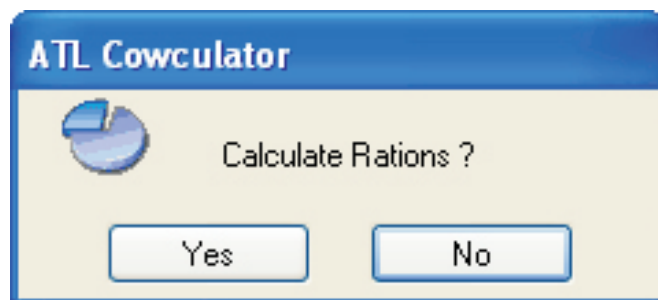 ATL Cowculator
Calculate Rations ?
Yes No